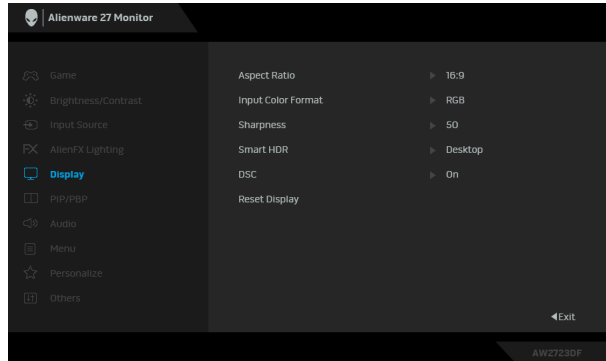 Alienware 27 Monitor
Game
Brightness/Contrast
Input Source
FX AlienFX Lighting
Display
PIP/PBP
Audio
Menu
Personalize
Others
Aspect Ratio 16:9
Input Color Format RGB
Sharpness 50
Smart HDR Desktop
DSC On
Reset Display
Exit
AW2723DF